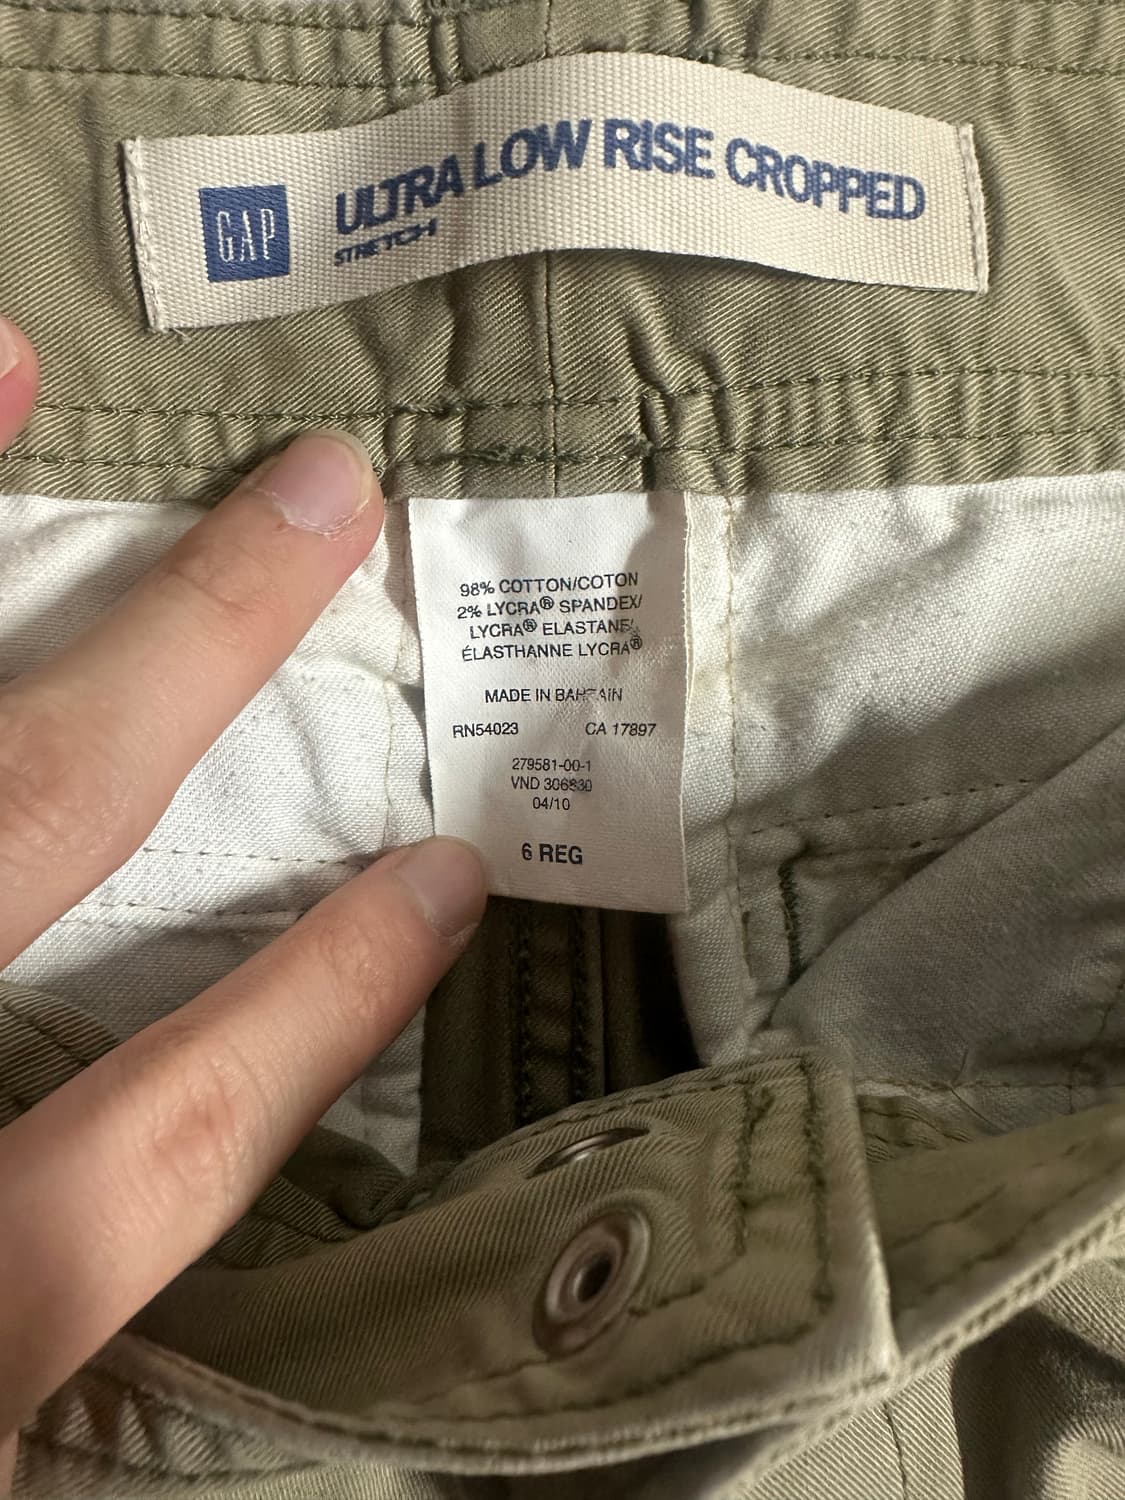 GAP
ULTRA LOW RISE CROPPED
STRETCH
98% COTTON/COTON
2% LYCRA® SPANDEX/
LYCRA® ELASTANE/
ÉLASTHANNE LYCRA®
MADE IN BAHRAIN
RN54023 CA 17897
279581-00-1
VND 306830
04/10
6 REG